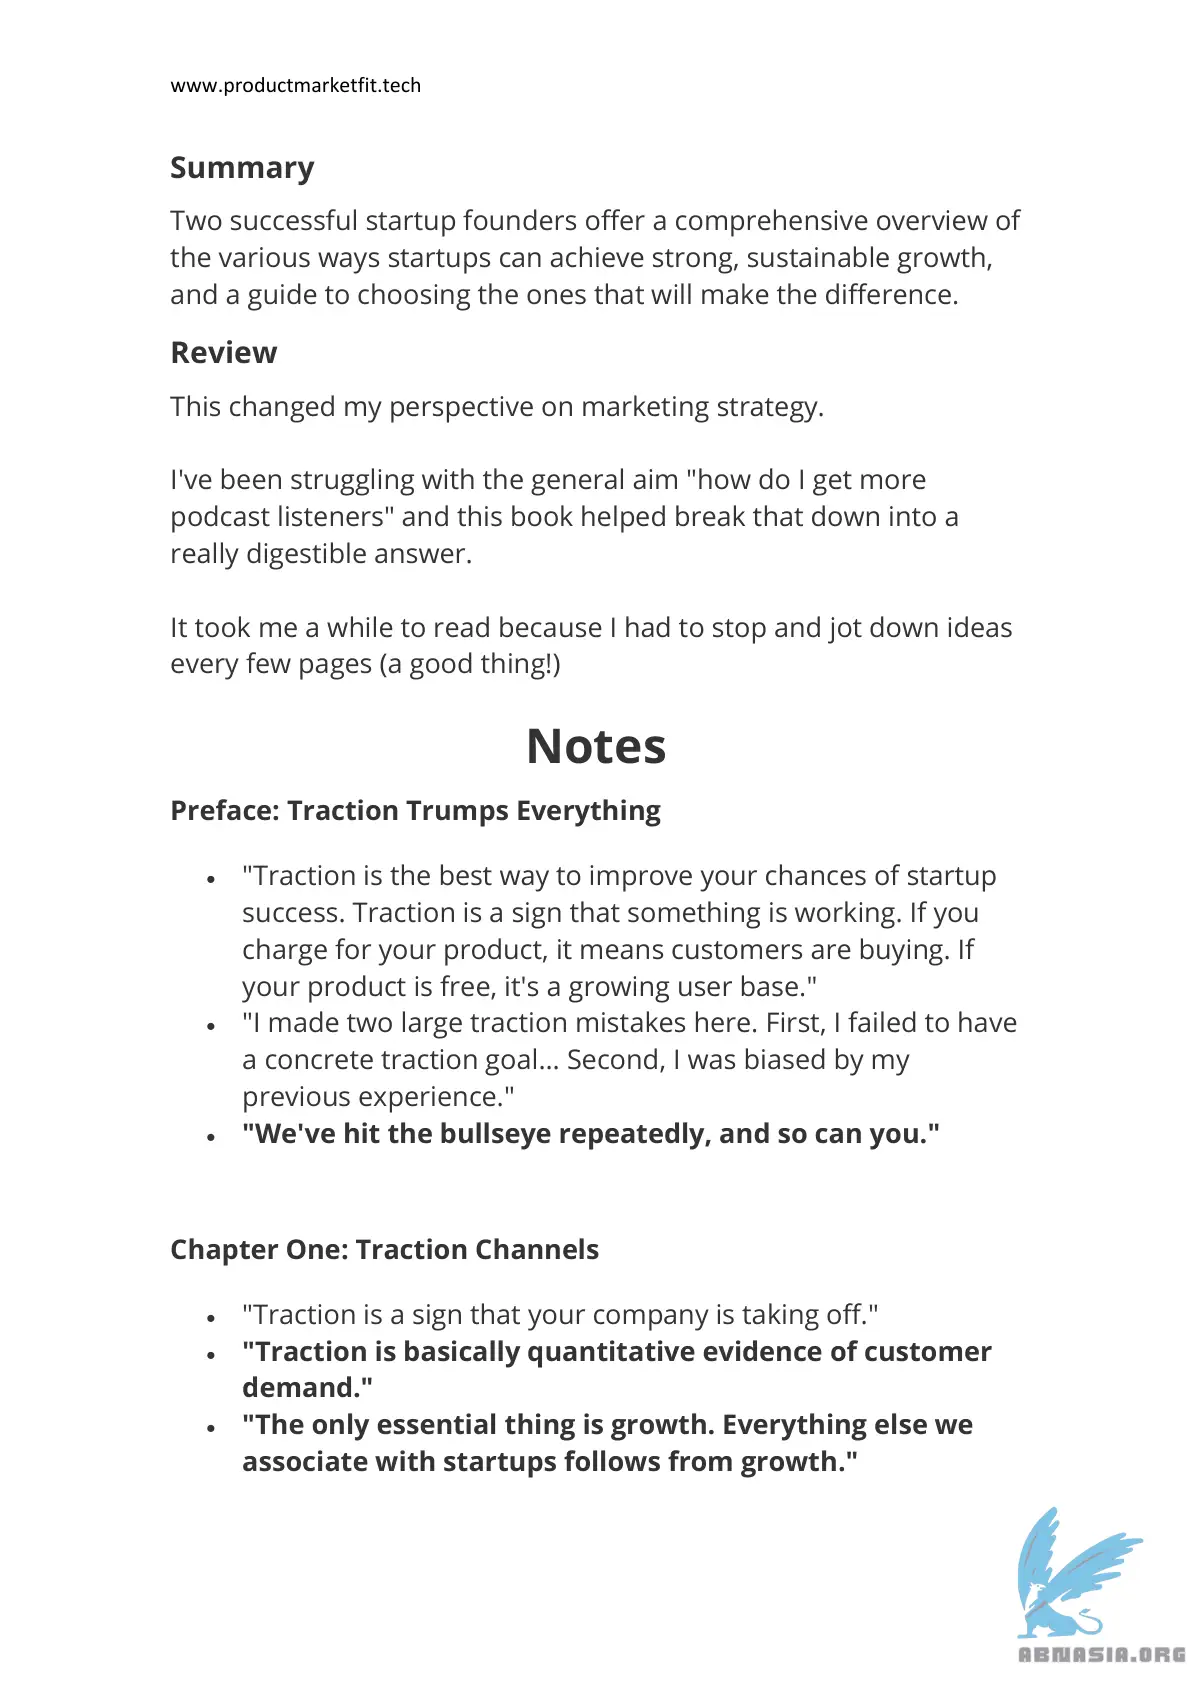 www.productmarketfit.tech
Summary
Two successful startup founders offer a comprehensive overview of
the various ways startups can achieve strong, sustainable growth,
and a guide to choosing the ones that will make the difference.
Review
This changed my perspective on marketing strategy.
I've been struggling with the general aim "how do I get more
podcast listeners" and this book helped break that down into a
really digestible answer.
It took me a while to read because I had to stop and jot down ideas
every few pages (a good thing!)
Notes
Preface: Traction Trumps Everything
• "Traction is the best way to improve your chances of startup
success. Traction is a sign that something is working. If you
charge for your product, it means customers are buying. If
your product is free, it's a growing user base."
• "I made two large traction mistakes here. First, I failed to have
a concrete traction goal… Second, I was biased by my
previous experience."
• "We've hit the bullseye repeatedly, and so can you."
Chapter One: Traction Channels
• "Traction is a sign that your company is taking off."
• "Traction is basically quantitative evidence of customer
demand."
• "The only essential thing is growth. Everything else we
associate with startups follows from growth."
ABNASIA.ORG